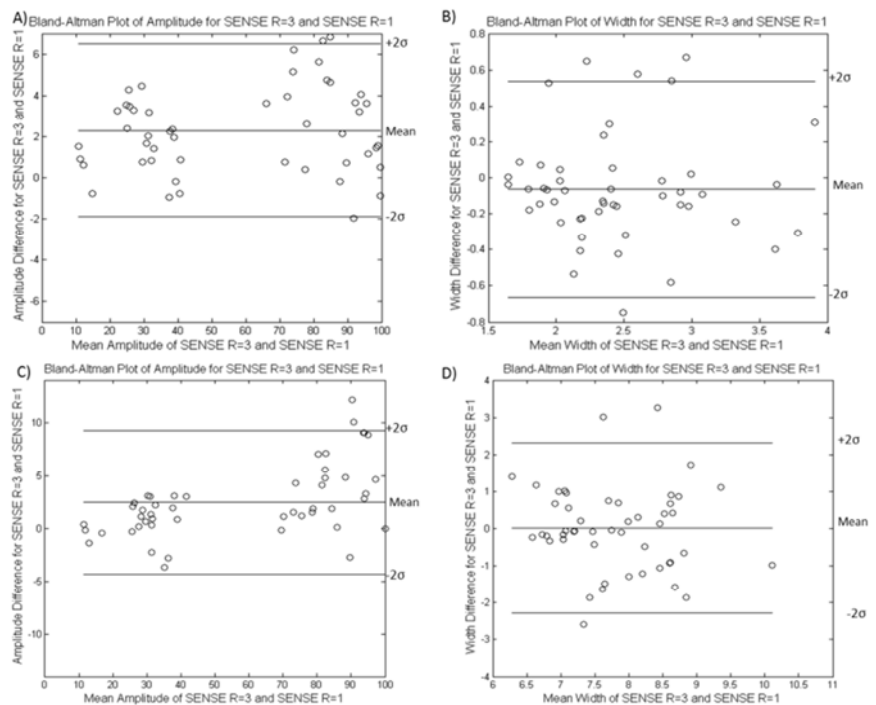 A)
Bland-Altman Plot of Amplitude for SENSE R=3 and SENSE R=1
Amplitude Difference for SENSE R=3 and SENSE R=1
6
4
2
0
-2
-4
-6
+2σ
Mean
-2σ
0 10 20 30 40 50 60 70 80 90 100
Mean Amplitude of SENSE R=3 and SENSE R=1
B)
Bland-Altman Plot of Width for SENSE R=3 and SENSE R=1
Width Difference for SENSE R=3 and SENSE R=1
0.8
0.6
0.4
0.2
0
-0.2
-0.4
-0.6
-0.8
+2σ
Mean
-2σ
1.5 2 2.5 3 3.5 4
Mean Width of SENSE R=3 and SENSE R=1
C)
Bland-Altman Plot of Amplitude for SENSE R=3 and SENSE R=1
Amplitude Difference for SENSE R=3 and SENSE R=1
10
5
0
-5
-10
+2σ
Mean
-2σ
0 10 20 30 40 50 60 70 80 90 100
Mean Amplitude of SENSE R=3 and SENSE R=1
D)
Bland-Altman Plot of Width for SENSE R=3 and SENSE R=1
Width Difference for SENSE R=3 and SENSE R=1
4
3
2
1
0
-1
-2
-3
-4
+2σ
Mean
-2σ
6 6.5 7 7.5 8 8.5 9 9.5 10 10.5 11
Mean Width of SENSE R=3 and SENSE R=1